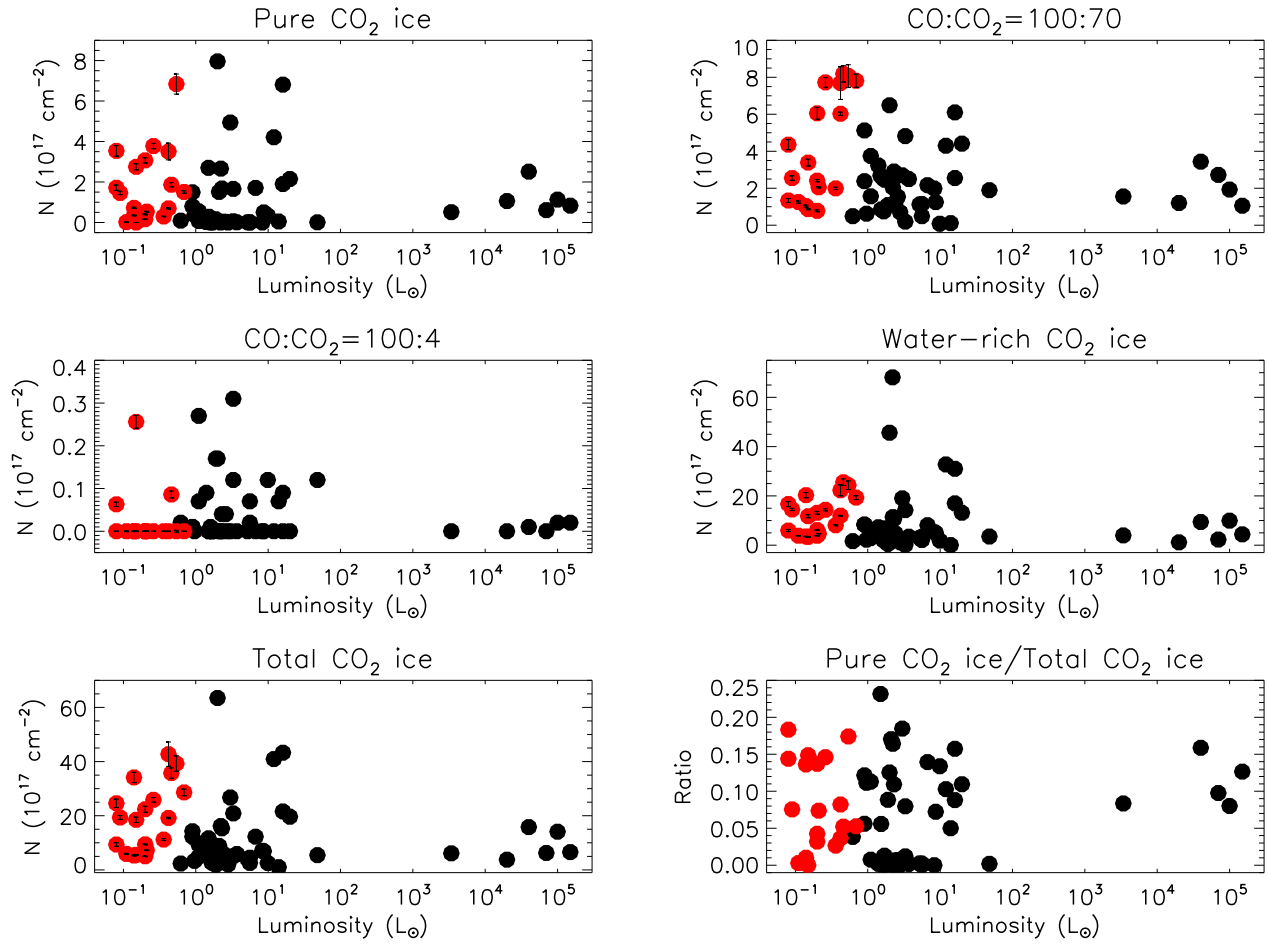 Pure CO₂ ice
N (10¹⁷ cm⁻²)
8
6
4
2
0
10⁻¹ 10⁰ 10¹ 10² 10³ 10⁴ 10⁵
Luminosity (L⊙)
CO:CO₂=100:70
N (10¹⁷ cm⁻²)
10
8
6
4
2
0
10⁻¹ 10⁰ 10¹ 10² 10³ 10⁴ 10⁵
Luminosity (L⊙)
CO:CO₂=100:4
N (10¹⁷ cm⁻²)
0.4
0.3
0.2
0.1
0.0
10⁻¹ 10⁰ 10¹ 10² 10³ 10⁴ 10⁵
Luminosity (L⊙)
Water-rich CO₂ ice
N (10¹⁷ cm⁻²)
60
40
20
0
10⁻¹ 10⁰ 10¹ 10² 10³ 10⁴ 10⁵
Luminosity (L⊙)
Total CO₂ ice
N (10¹⁷ cm⁻²)
60
40
20
0
10⁻¹ 10⁰ 10¹ 10² 10³ 10⁴ 10⁵
Luminosity (L⊙)
Pure CO₂ ice/Total CO₂ ice
Ratio
0.25
0.20
0.15
0.10
0.05
0.00
10⁻¹ 10⁰ 10¹ 10² 10³ 10⁴ 10⁵
Luminosity (L⊙)